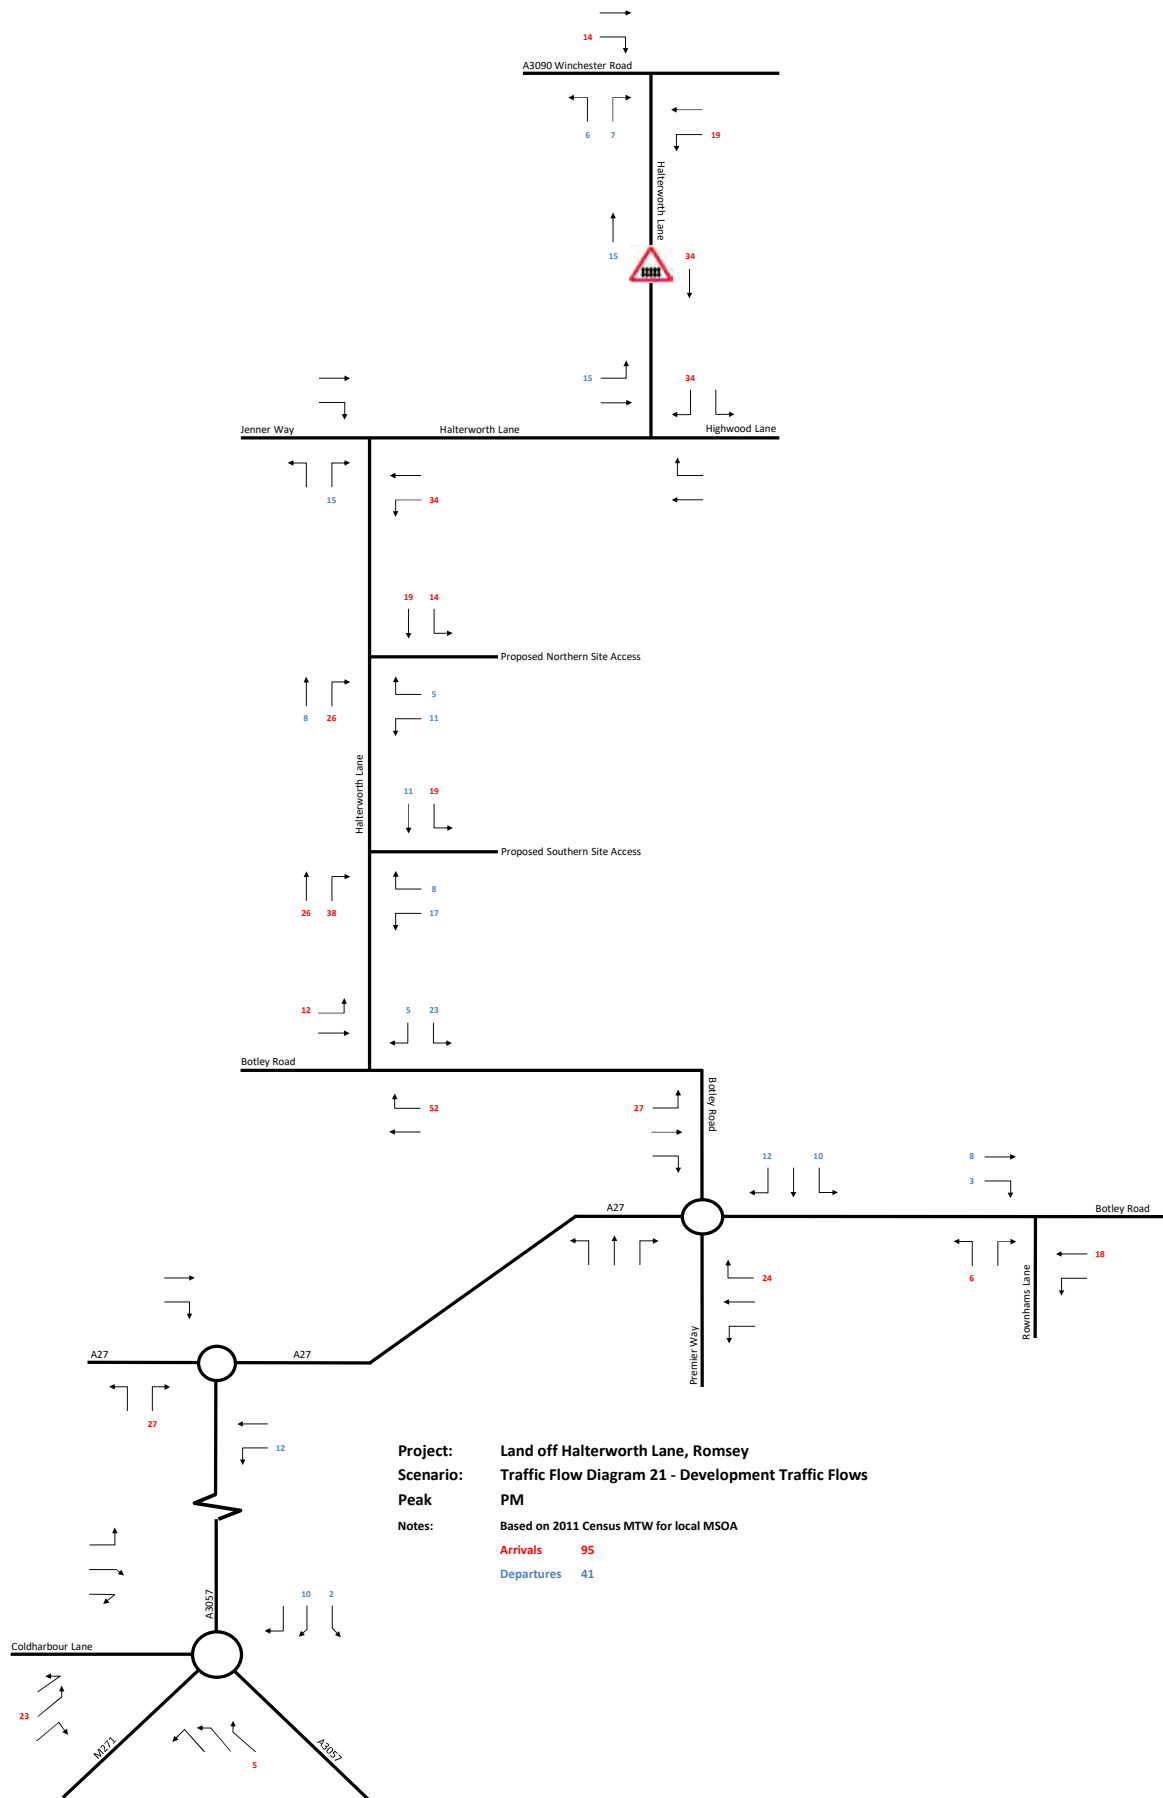 14
A3090 Winchester Road
6 7
19
Halterworth Lane
15
34
15
34
Jenner Way
Halterworth Lane
Highwood Lane
15
34
19 14
Proposed Northern Site Access
5
8 26
11
Halterworth Lane
11 19
Proposed Southern Site Access
8
26 38
17
12
5 23
Botley Road
52
27
Botley Road
12 10
8
3
A27
Botley Road
24
6
18
Rownhams Lane
Premier Way
A27
A27
27
12
Project: Land off Halterworth Lane, Romsey
Scenario: Traffic Flow Diagram 21 - Development Traffic Flows
Peak PM
Notes: Based on 2011 Census MTW for local MSOA
Arrivals 95
Departures 41
A3057
10 2
Coldharbour Lane
23
M271
A3057
5